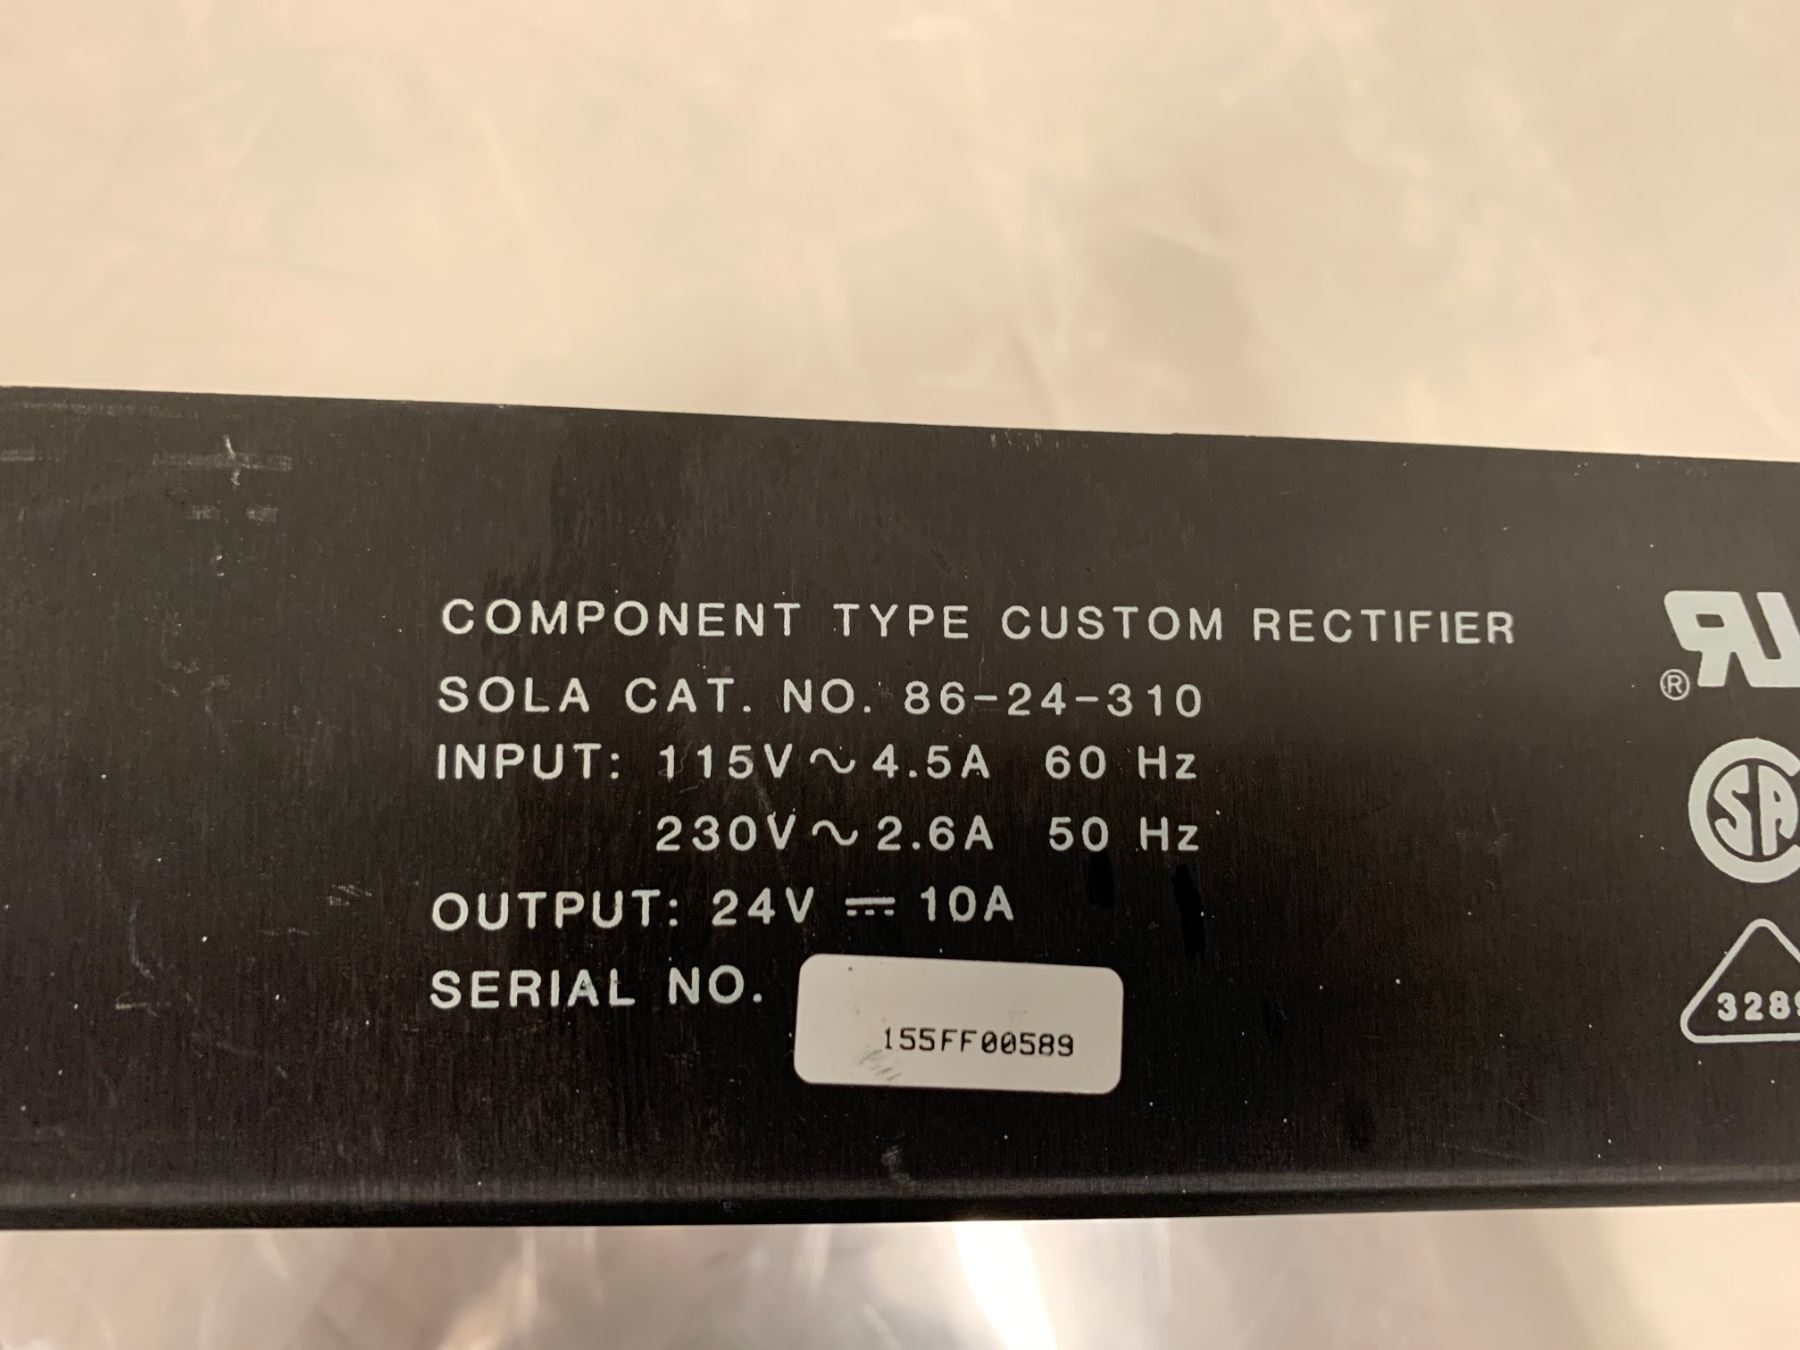 COMPONENT TYPE CUSTOM RECTIFIER
SOLA CAT. NO. 86-24-310
INPUT: 115V ~ 4.5A 60 Hz
230V ~ 2.6A 50 Hz
OUTPUT: 24V ⎓ 10A
SERIAL NO.
155FF00589
®
SA